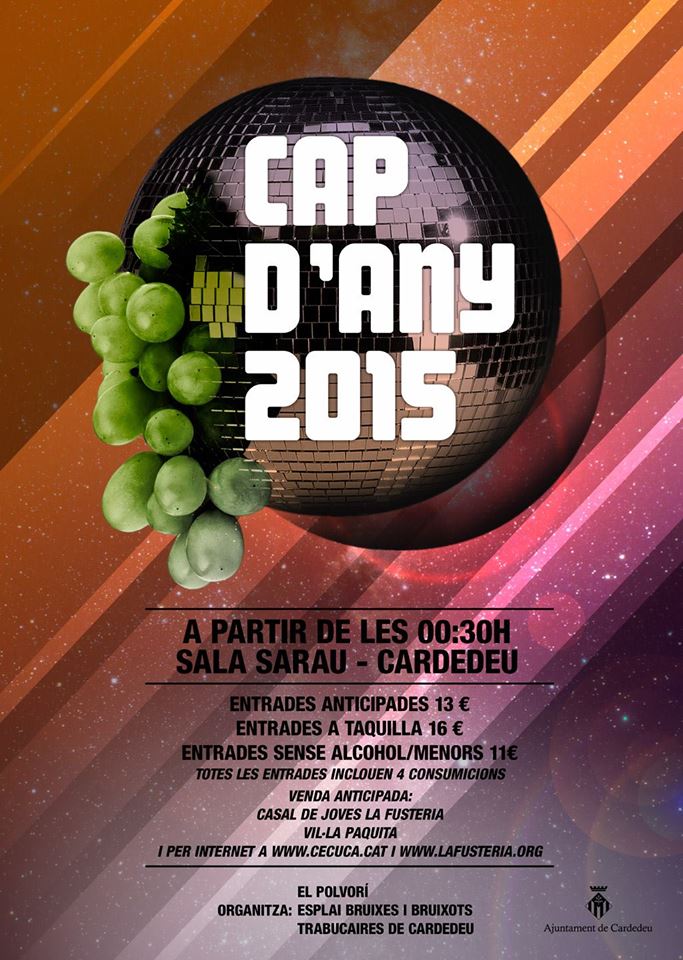 CAP
D'ANY
2015
A PARTIR DE LES 00:30H
SALA SARAU - CARDEDEU
ENTRADES ANTICIPADES 13 €
ENTRADES A TAQUILLA 16 €
ENTRADES SENSE ALCOHOL/MENORS 11€
TOTES LES ENTRADES INCLOUEN 4 CONSUMICIONS
VENDA ANTICIPADA:
CASAL DE JOVES LA FUSTERIA
VIL·LA PAQUITA
I PER INTERNET A WWW.CECUCA.CAT I WWW.LAFUSTERIA.ORG
EL POLVORÍ
ORGANITZA: ESPLAI BRUIXES I BRUIXOTS
TRABUCAIRES DE CARDEDEU
Ajuntament de Cardedeu